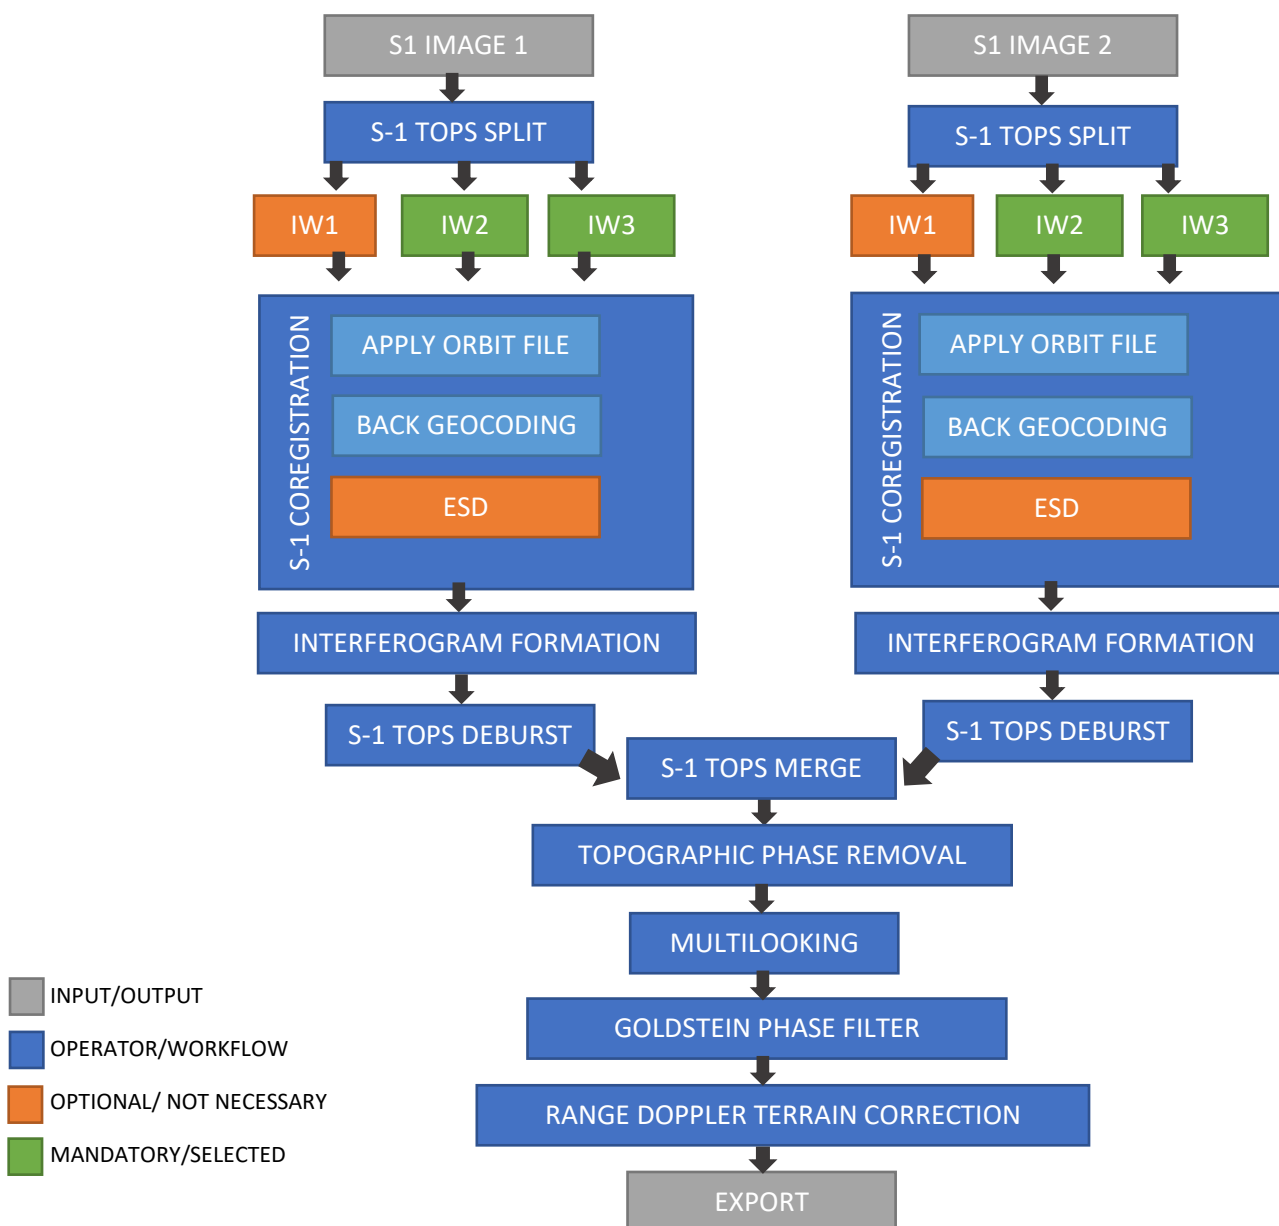 S1 IMAGE 1
S1 IMAGE 2
S-1 TOPS SPLIT
S-1 TOPS SPLIT
IW1
IW2
IW3
IW1
IW2
IW3
S-1 COREGISTRATION
APPLY ORBIT FILE
BACK GEOCODING
ESD
S-1 COREGISTRATION
APPLY ORBIT FILE
BACK GEOCODING
ESD
INTERFEROGRAM FORMATION
INTERFEROGRAM FORMATION
S-1 TOPS DEBURST
S-1 TOPS DEBURST
S-1 TOPS MERGE
TOPOGRAPHIC PHASE REMOVAL
MULTILOOKING
GOLDSTEIN PHASE FILTER
RANGE DOPPLER TERRAIN CORRECTION
EXPORT
INPUT/OUTPUT
OPERATOR/WORKFLOW
OPTIONAL/ NOT NECESSARY
MANDATORY/SELECTED